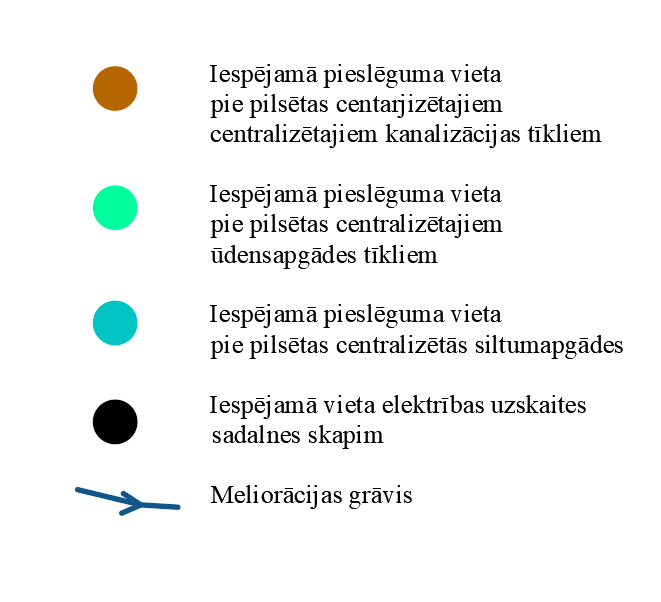 Iespējamā pieslēguma vieta
pie pilsētas centarjizētajiem
centralizētajiem kanalizācijas tīkliem
Iespējamā pieslēguma vieta
pie pilsētas centralizētajiem
ūdensapgādes tīkliem
Iespējamā pieslēguma vieta
pie pilsētas centralizētās siltumapgādes
Iespējamā vieta elektrības uzskaites
sadalnes skapim
Meliorācijas grāvis